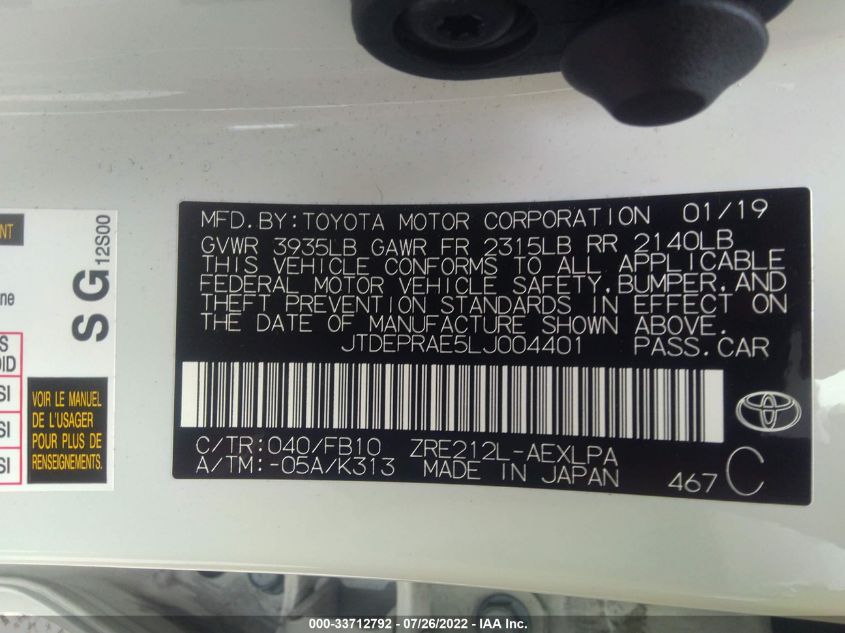 MFD.BY:TOYOTA MOTOR CORPORATION 01/19
GVWR 3935LB GAWR FR 2315LB RR 2140LB
THIS VEHICLE CONFORMS TO ALL APPLICABLE
FEDERAL MOTOR VEHICLE SAFETY, BUMPER, AND
THEFT PREVENTION STANDARDS IN EFFECT ON
THE DATE OF MANUFACTURE SHOWN ABOVE.
JTDEPRAE5LJ004401 PASS.CAR
C/TR:040/FB10 ZRE212L-AEXLPA
A/TM:-05A/K313 MADE IN JAPAN 467 C
SG 12S00
VOIR LE MANUEL
DE L'USAGER
POUR PLUS DE
RENSEIGNEMENTS.
000-33712792 - 07/26/2022 - IAA Inc.